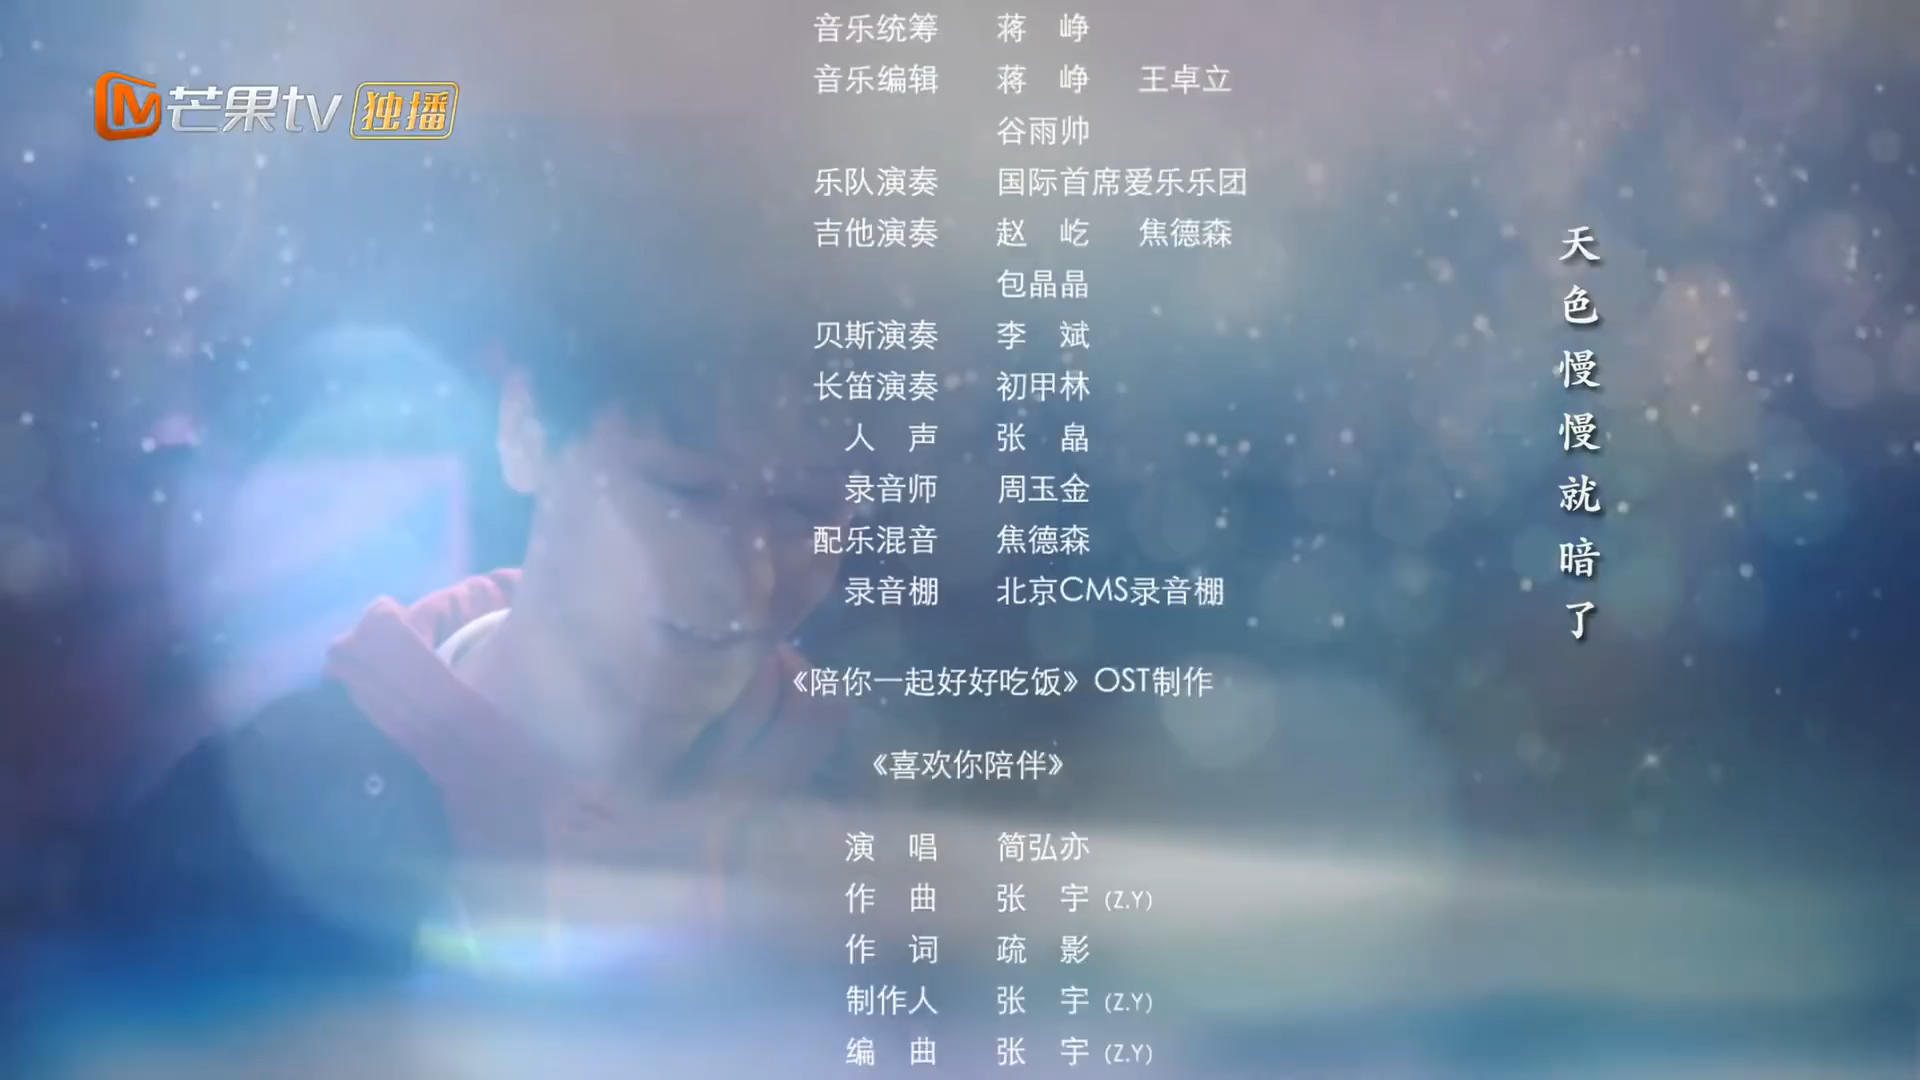 音乐统筹 蒋 峥
音乐编辑 蒋 峥 王卓立
谷雨帅
乐队演奏 国际首席爱乐乐团
吉他演奏 赵 屹 焦德森
包晶晶
贝斯演奏 李 斌
长笛演奏 初甲林
人 声 张 皛
录音师 周玉金
配乐混音 焦德森
录音棚 北京CMS录音棚
《陪你一起好好吃饭》OST制作
《喜欢你陪伴》
演 唱 简弘亦
作 曲 张 宇 (Z.Y)
作 词 疏 影
制作人 张 宇 (Z.Y)
编 曲 张 宇 (Z.Y)
芒果tv 独播
天色慢慢就暗了